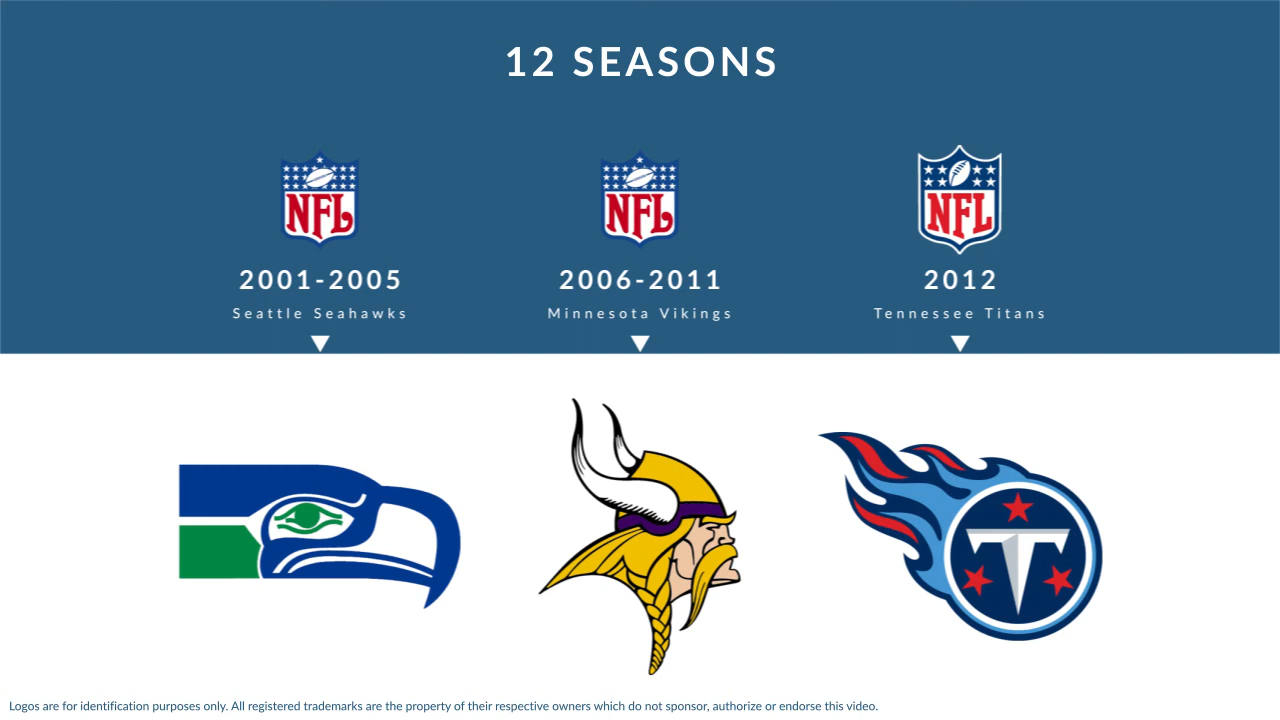 12 SEASONS
NFL NFL NFL
2001-2005 2006-2011 2012
Seattle Seahawks Minnesota Vikings Tennessee Titans
T
Logos are for identification purposes only. All registered trademarks are the property of their respective owners which do not sponsor, authorize or endorse this video.